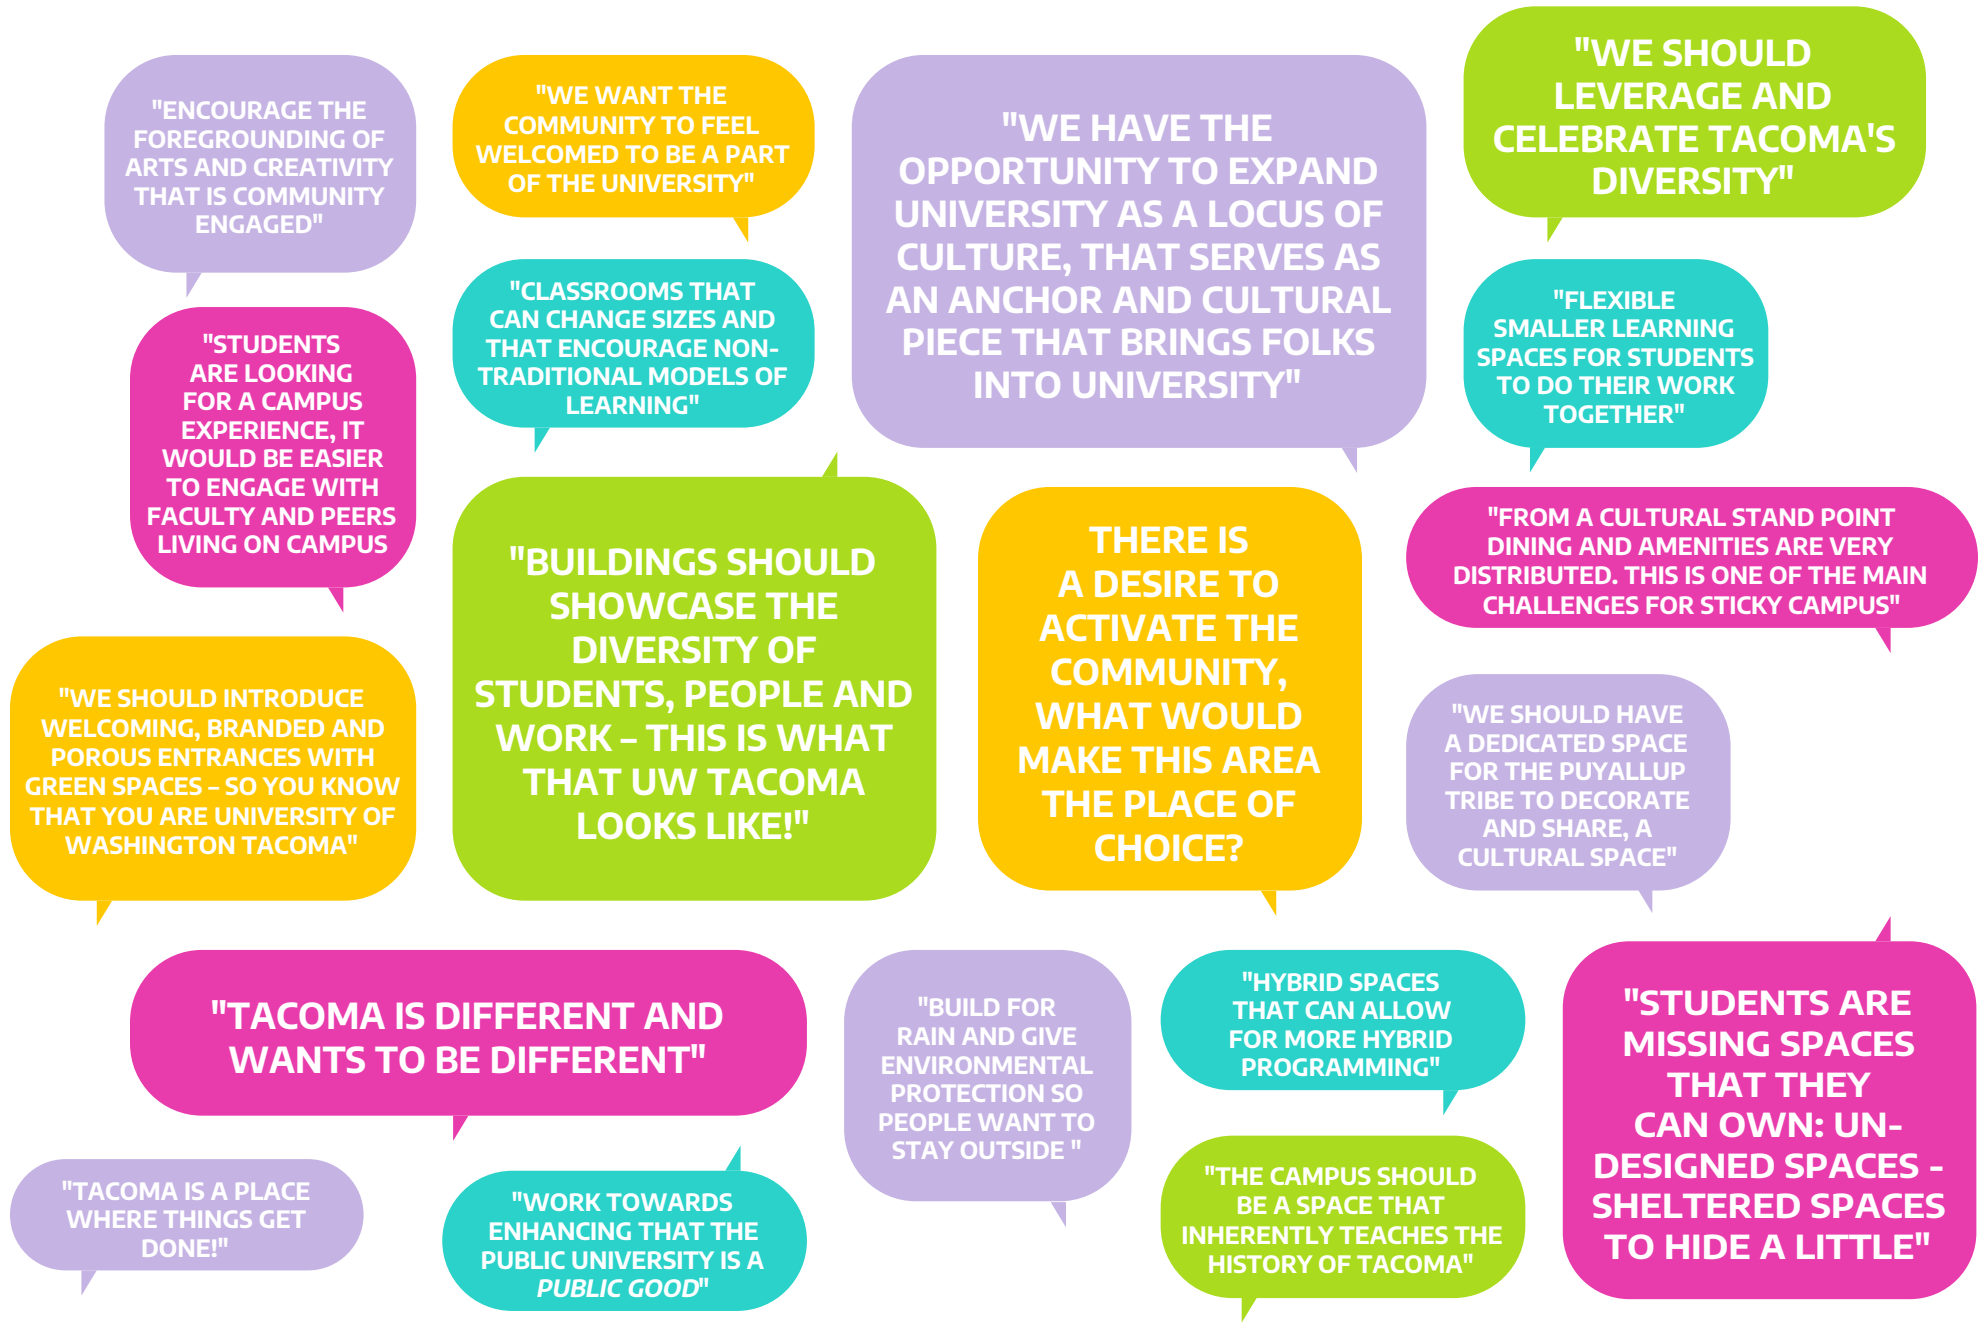 "ENCOURAGE THE
FOREGROUNDING OF
ARTS AND CREATIVITY
THAT IS COMMUNITY
ENGAGED"
"WE WANT THE
COMMUNITY TO FEEL
WELCOMED TO BE A PART
OF THE UNIVERSITY"
"WE HAVE THE
OPPORTUNITY TO EXPAND
UNIVERSITY AS A LOCUS OF
CULTURE, THAT SERVES AS
AN ANCHOR AND CULTURAL
PIECE THAT BRINGS FOLKS
INTO UNIVERSITY"
"WE SHOULD
LEVERAGE AND
CELEBRATE TACOMA'S
DIVERSITY"
"STUDENTS
ARE LOOKING
FOR A CAMPUS
EXPERIENCE, IT
WOULD BE EASIER
TO ENGAGE WITH
FACULTY AND PEERS
LIVING ON CAMPUS
"CLASSROOMS THAT
CAN CHANGE SIZES AND
THAT ENCOURAGE NON-
TRADITIONAL MODELS OF
LEARNING"
"FLEXIBLE
SMALLER LEARNING
SPACES FOR STUDENTS
TO DO THEIR WORK
TOGETHER"
"BUILDINGS SHOULD
SHOWCASE THE
DIVERSITY OF
STUDENTS, PEOPLE AND
WORK – THIS IS WHAT
THAT UW TACOMA
LOOKS LIKE!"
THERE IS
A DESIRE TO
ACTIVATE THE
COMMUNITY,
WHAT WOULD
MAKE THIS AREA
THE PLACE OF
CHOICE?
"FROM A CULTURAL STAND POINT
DINING AND AMENITIES ARE VERY
DISTRIBUTED. THIS IS ONE OF THE MAIN
CHALLENGES FOR STICKY CAMPUS"
"WE SHOULD INTRODUCE
WELCOMING, BRANDED AND
POROUS ENTRANCES WITH
GREEN SPACES – SO YOU KNOW
THAT YOU ARE UNIVERSITY OF
WASHINGTON TACOMA"
"WE SHOULD HAVE
A DEDICATED SPACE
FOR THE PUYALLUP
TRIBE TO DECORATE
AND SHARE, A
CULTURAL SPACE"
"TACOMA IS DIFFERENT AND
WANTS TO BE DIFFERENT"
"BUILD FOR
RAIN AND GIVE
ENVIRONMENTAL
PROTECTION SO
PEOPLE WANT TO
STAY OUTSIDE "
"HYBRID SPACES
THAT CAN ALLOW
FOR MORE HYBRID
PROGRAMMING"
"STUDENTS ARE
MISSING SPACES
THAT THEY
CAN OWN: UN-
DESIGNED SPACES -
SHELTERED SPACES
TO HIDE A LITTLE"
"TACOMA IS A PLACE
WHERE THINGS GET
DONE!"
"WORK TOWARDS
ENHANCING THAT THE
PUBLIC UNIVERSITY IS A
PUBLIC GOOD"
"THE CAMPUS SHOULD
BE A SPACE THAT
INHERENTLY TEACHES THE
HISTORY OF TACOMA"